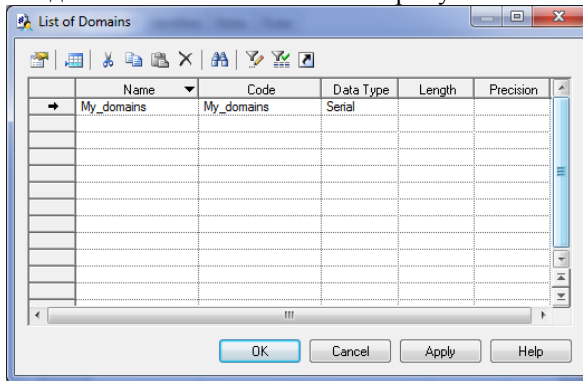 List of Domains
Name Code Data Type Length Precision
My_domains My_domains Serial
OK Cancel Apply Help